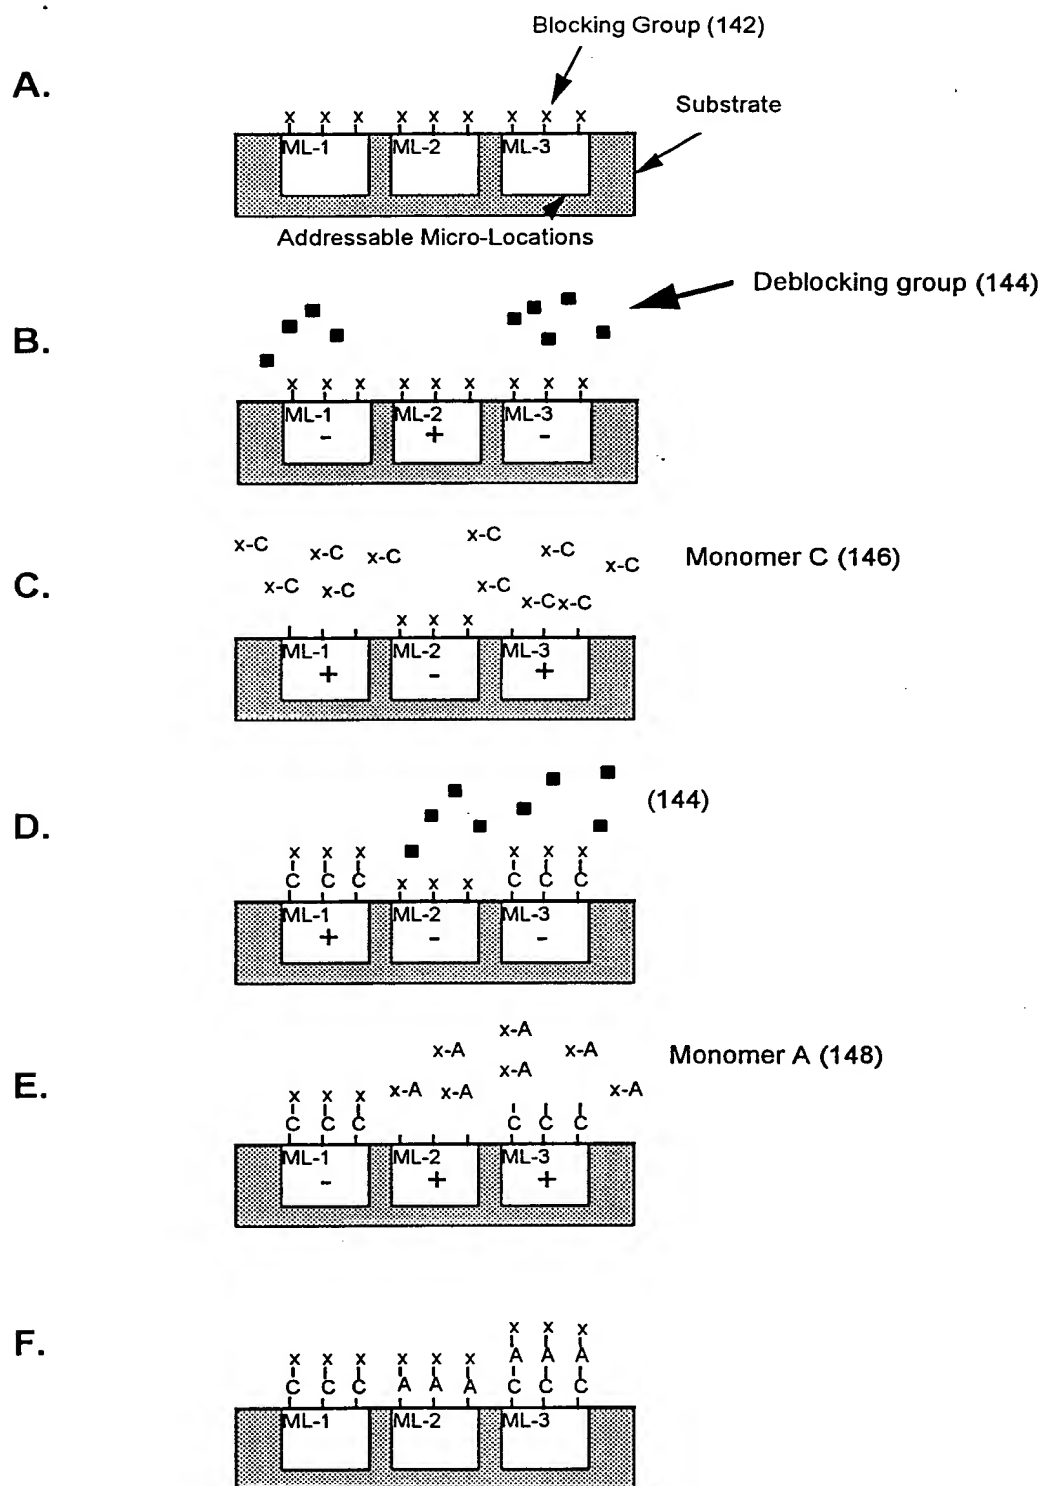 Blocking Group (142)
A.
Substrate
x x x x x x x x x
ML-1 ML-2 ML-3
Addressable Micro-Locations
Deblocking group (144)
B.
x x x x x x x x x
ML-1 ML-2 ML-3
- + -
x-C x-C x-C x-C x-C x-C
Monomer C (146)
C.
x-C x-C x-C x-C x-C
x x x
ML-1 ML-2 ML-3
+ - +
(144)
D.
x x x x x x
C C C x x x C C C
ML-1 ML-2 ML-3
+ - -
x-A
x-A x-A
Monomer A (148)
x-A
E.
x-A x-A x-A
x x x
C C C C C C
ML-1 ML-2 ML-3
- + +
F.
x x x
x x x x x x A A A
C C C A A A C C C
ML-1 ML-2 ML-3